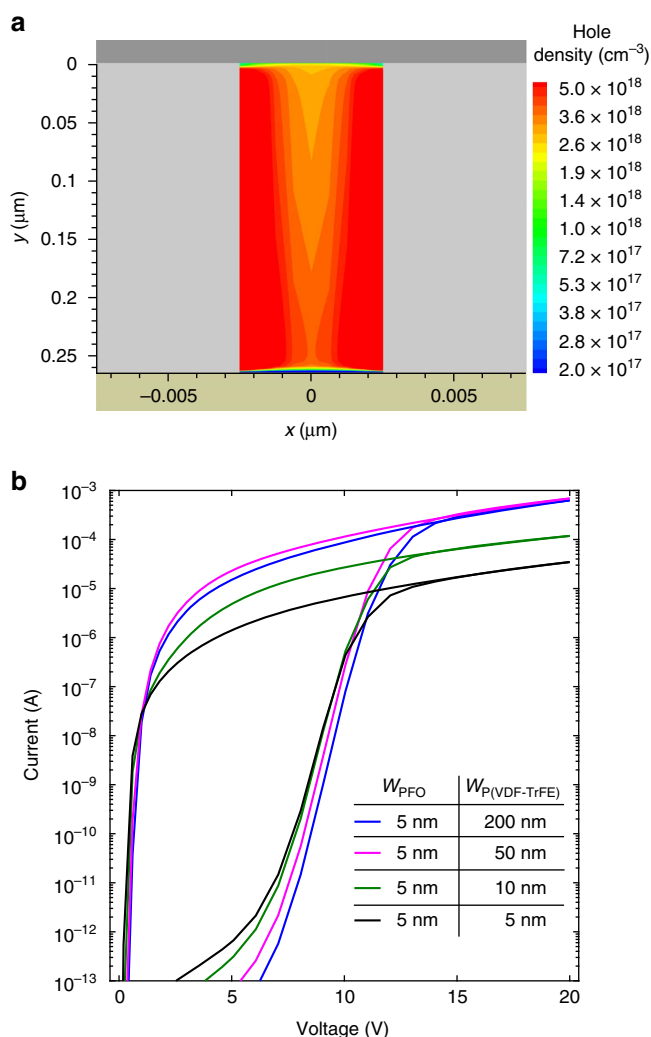 a
Hole
density (cm⁻³)
0
0.05
0.1
0.15
0.2
0.25
y (μm)
5.0 × 10¹⁸
3.6 × 10¹⁸
2.6 × 10¹⁸
1.9 × 10¹⁸
1.4 × 10¹⁸
1.0 × 10¹⁸
7.2 × 10¹⁷
5.3 × 10¹⁷
3.8 × 10¹⁷
2.8 × 10¹⁷
2.0 × 10¹⁷
–0.005 0 0.005
x (μm)
b
10⁻³
10⁻⁴
10⁻⁵
10⁻⁶
10⁻⁷
10⁻⁸
10⁻⁹
10⁻¹⁰
10⁻¹¹
10⁻¹²
10⁻¹³
Current (A)
W_PFO W_P(VDF-TrFE)
5 nm 200 nm
5 nm 50 nm
5 nm 10 nm
5 nm 5 nm
0 5 10 15 20
Voltage (V)